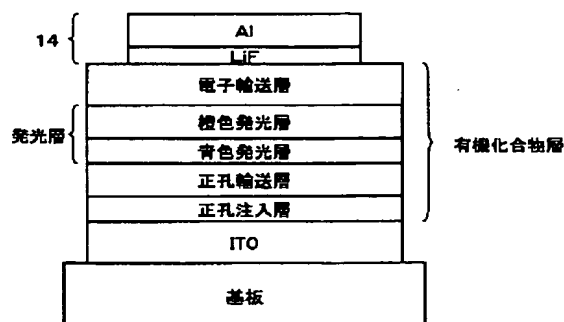 14
Al
LiF
電子輸送層
発光層
橙色発光層
青色発光層
有機化合物層
正孔輸送層
正孔注入層
ITO
基板